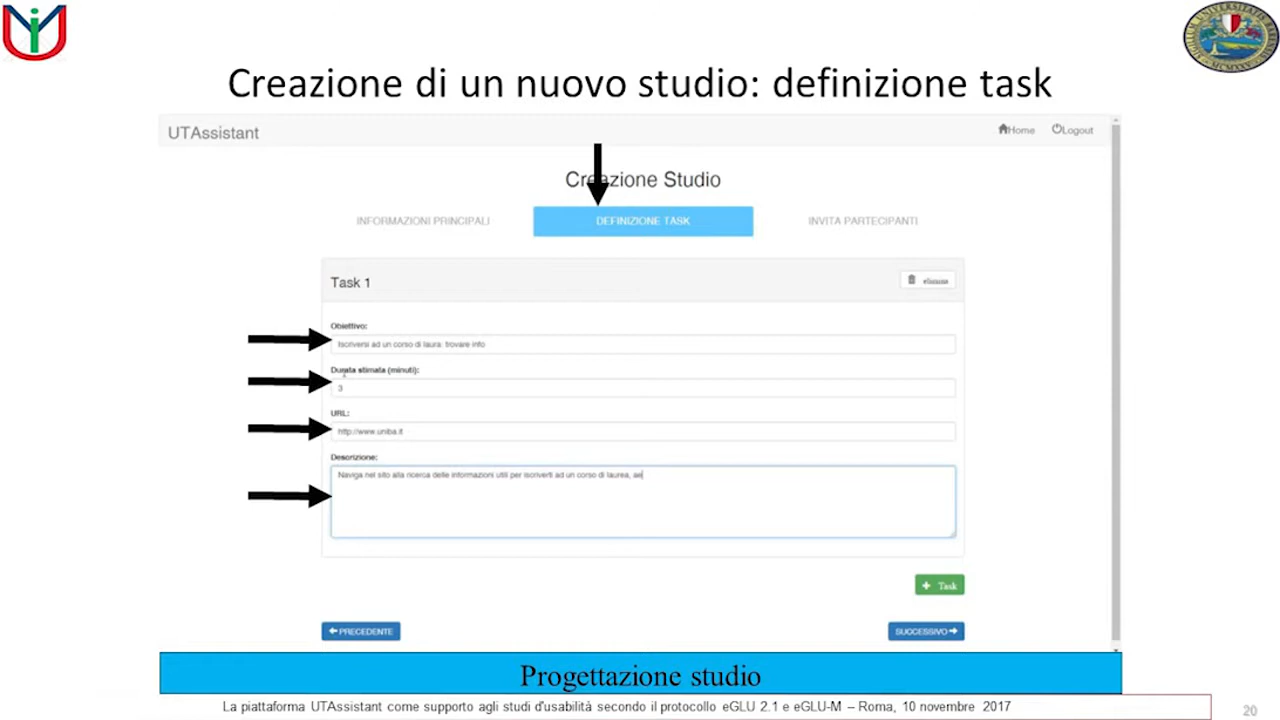 Creazione di un nuovo studio: definizione task
UTAssistant
Home
Logout
Creazione Studio
INFORMAZIONI PRINCIPALI
DEFINIZIONE TASK
INVITA PARTECIPANTI
Task 1
elimina
Obiettivo:
Iscriversi ad un corso di laura: trovare info
Durata stimata (minuti):
3
URL:
http://www.uniba.it
Descrizione:
Naviga nel sito alla ricerca delle informazioni utili per iscriverti ad un corso di laurea, ae
+ Task
PRECEDENTE
SUCCESSIVO
Progettazione studio
La piattaforma UTAssistant come supporto agli studi d'usabilità secondo il protocollo eGLU 2.1 e eGLU-M – Roma, 10 novembre 2017
20